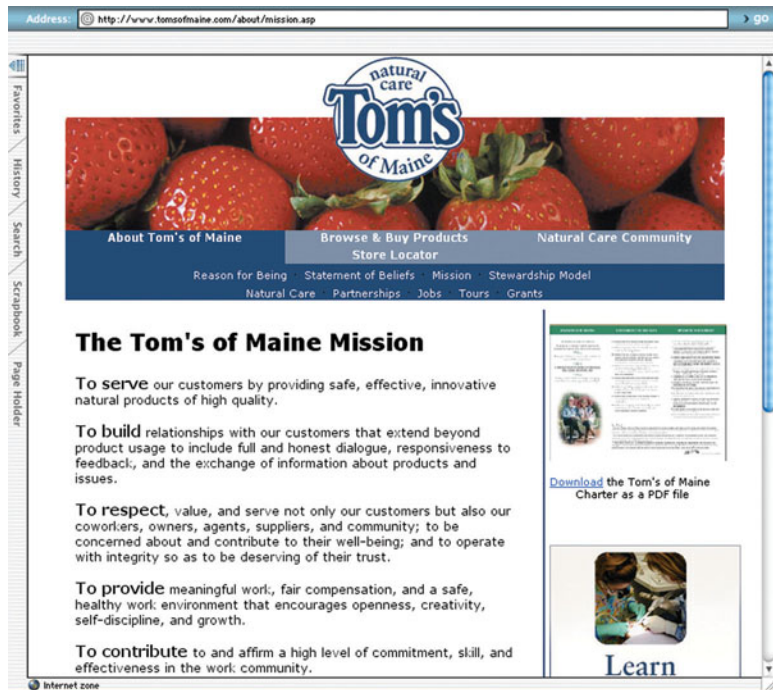 Address: http://www.tomsofmaine.com/about/mission.asp go
Favorites
History
Search
Scrapbook
Page Holder
natural
care
Tom's
of Maine
About Tom's of Maine Browse & Buy Products Natural Care Community
Store Locator
Reason for Being · Statement of Beliefs · Mission · Stewardship Model
Natural Care · Partnerships · Jobs · Tours · Grants
The Tom's of Maine Mission
To serve our customers by providing safe, effective, innovative
natural products of high quality.
To build relationships with our customers that extend beyond
product usage to include full and honest dialogue, responsiveness to
feedback, and the exchange of information about products and
issues.
To respect, value, and serve not only our customers but also our
coworkers, owners, agents, suppliers, and community; to be
concerned about and contribute to their well-being; and to operate
with integrity so as to be deserving of their trust.
To provide meaningful work, fair compensation, and a safe,
healthy work environment that encourages openness, creativity,
self-discipline, and growth.
To contribute to and affirm a high level of commitment, skill, and
effectiveness in the work community.
Download the Tom's of Maine
Charter as a PDF file
Learn
Internet zone